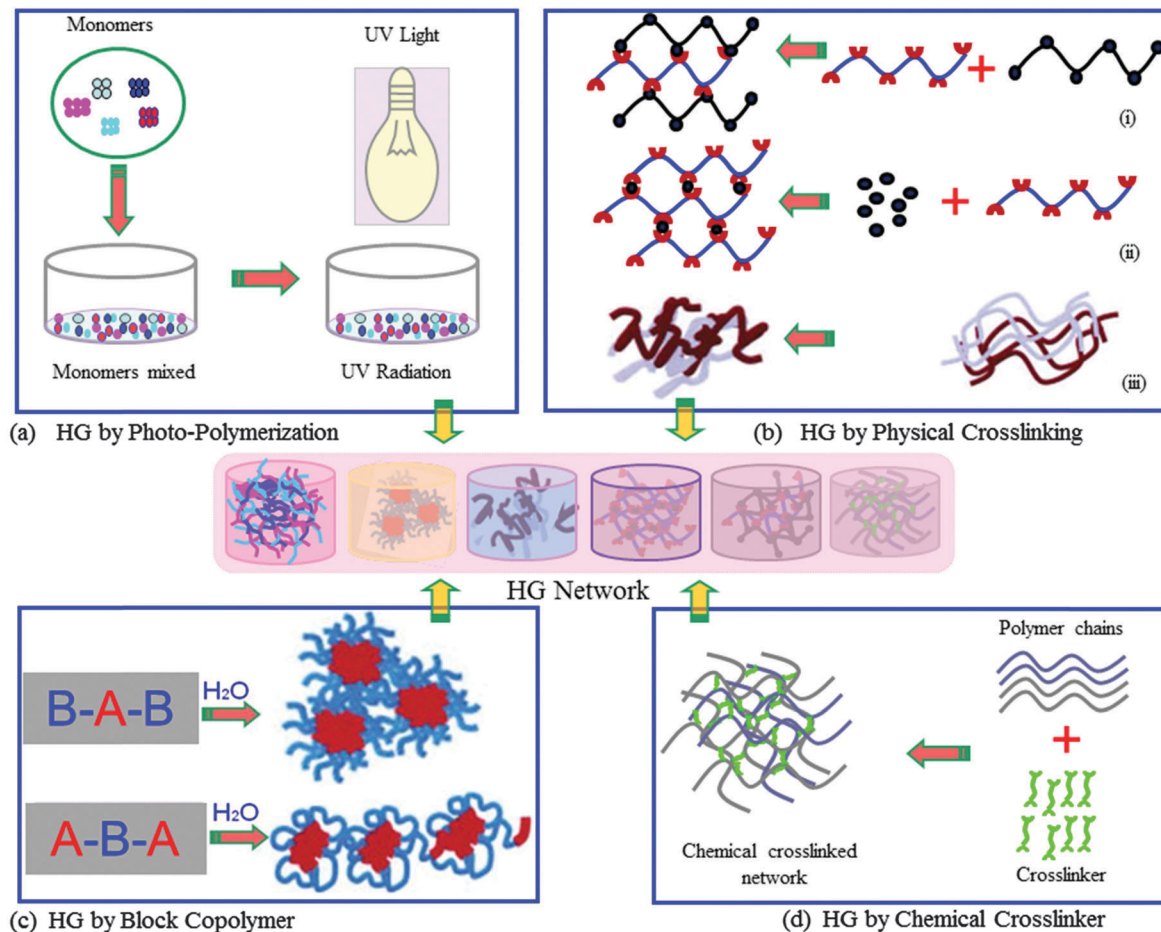 Monomers
UV Light
Monomers mixed
UV Radiation
(a) HG by Photo-Polymerization
+
(i)
+
(ii)
(iii)
(b) HG by Physical Crosslinking
HG Network
B-A-B
H₂O
A-B-A
H₂O
(c) HG by Block Copolymer
Polymer chains
+
Chemical crosslinked
network
Crosslinker
(d) HG by Chemical Crosslinker